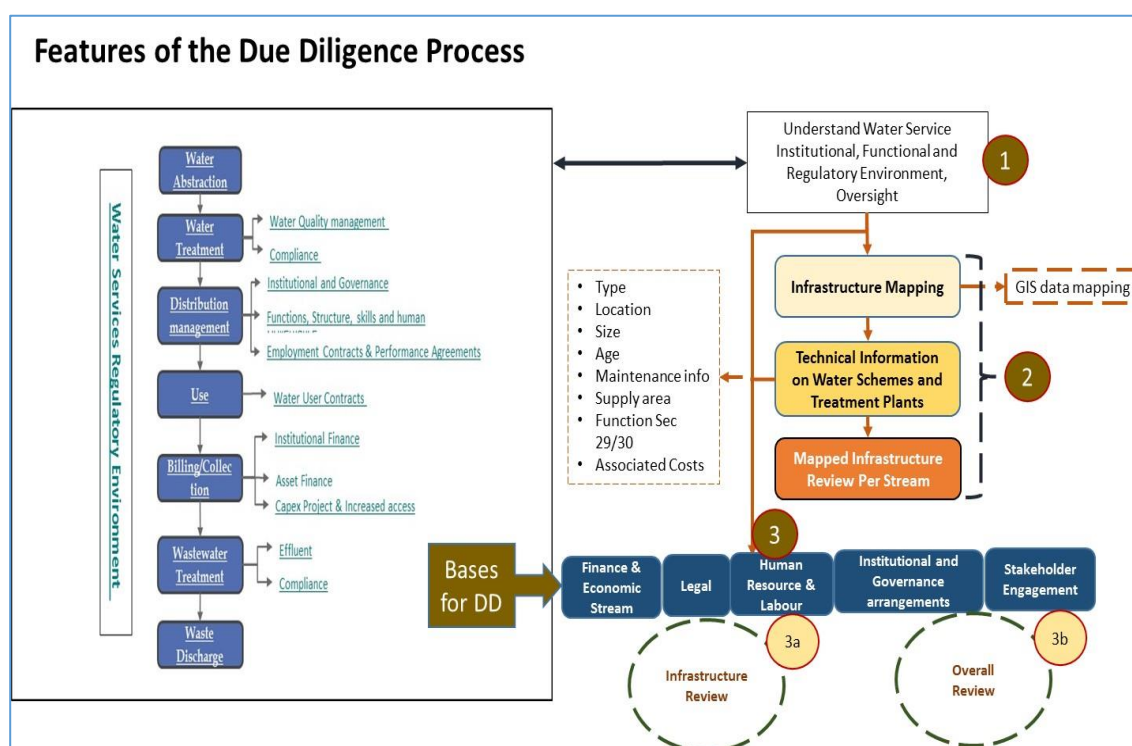 Features of the Due Diligence Process
Water Services Regulatory Environment
Water
Abstraction
Water
Treatment
Water Quality management
Compliance
Distribution
management
Institutional and Governance
Functions, Structure, skills and human
Employment Contracts & Performance Agreements
Use
Water User Contracts
Billing/Collec
tion
Institutional Finance
Asset Finance
Capex Project & Increased access
Wastewater
Treatment
Effluent
Compliance
Waste
Discharge
Understand Water Service
Institutional, Functional and
Regulatory Environment,
Oversight
1
Infrastructure Mapping
GIS data mapping
Technical Information
on Water Schemes and
Treatment Plants
2
Mapped Infrastructure
Review Per Stream
• Type
• Location
• Size
• Age
• Maintenance info
• Supply area
• Function Sec
29/30
• Associated Costs
3
Bases
for DD
Finance &
Economic
Stream
Legal
Human
Resource &
Labour
Institutional and
Governance
arrangements
Stakeholder
Engagement
3a
Infrastructure
Review
3b
Overall
Review